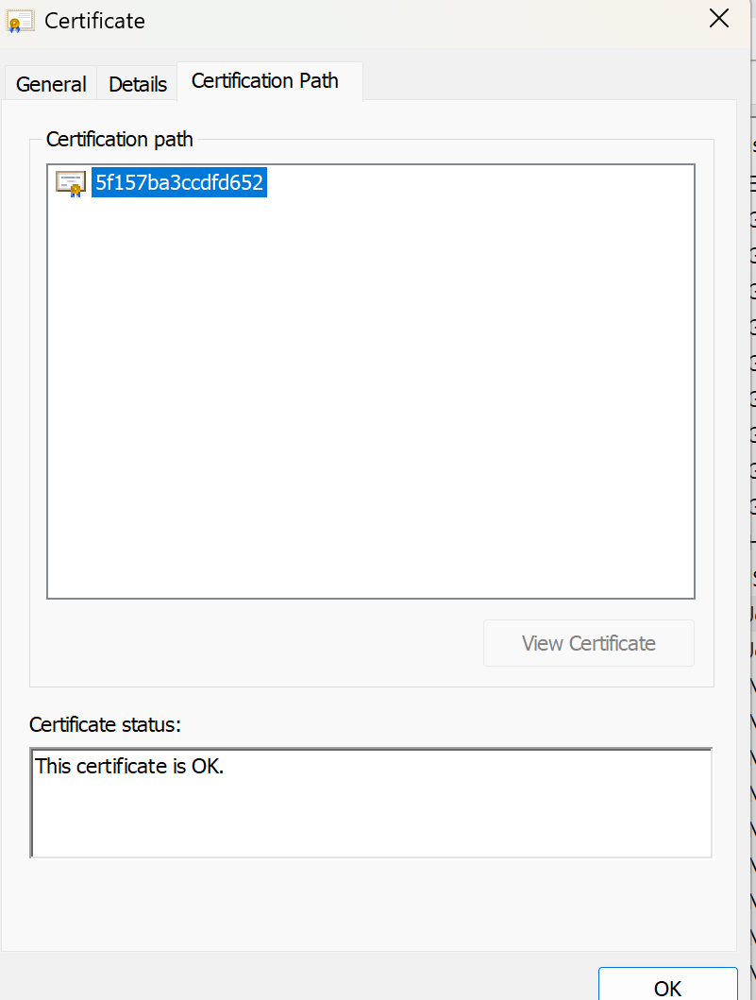 Certificate
General
Details
Certification Path
Certification path
5f157ba3ccdfd652
View Certificate
Certificate status:
This certificate is OK.
OK